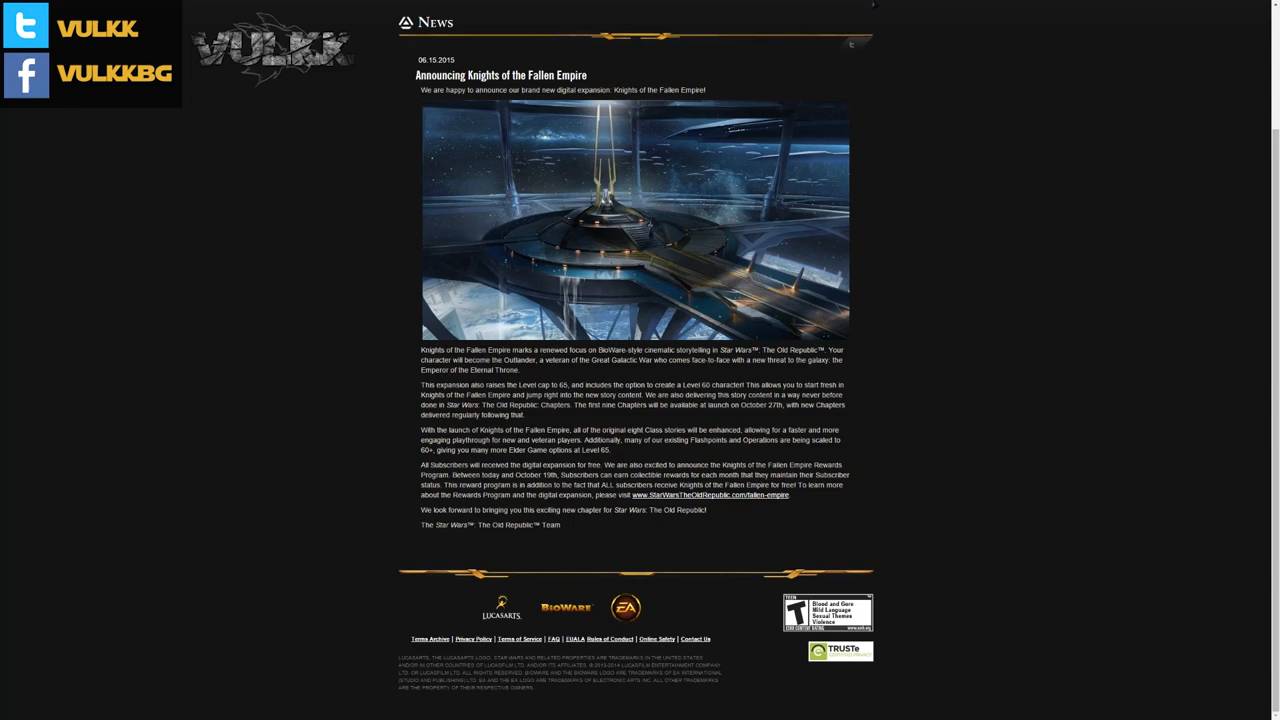 VULKK
VULKKBG
VULKK
News
06.15.2015
Announcing Knights of the Fallen Empire
We are happy to announce our brand new digital expansion: Knights of the Fallen Empire!
Knights of the Fallen Empire marks a renewed focus on BioWare-style cinematic storytelling in Star Wars™: The Old Republic™. Your
character will become the Outlander, a veteran of the Great Galactic War who comes face-to-face with a new threat to the galaxy: the
Emperor of the Eternal Throne.
This expansion also raises the Level cap to 65, and includes the option to create a Level 60 character! This allows you to start fresh in
Knights of the Fallen Empire and jump right into the new story content. We are also delivering this story content in a way never before
done in Star Wars: The Old Republic: Chapters. The first nine Chapters will be available at launch on October 27th, with new Chapters
delivered regularly following that.
With the launch of Knights of the Fallen Empire, all of the original eight Class stories will be enhanced, allowing for a faster and more
engaging playthrough for new and veteran players. Additionally, many of our existing Flashpoints and Operations are being scaled to
60+, giving you many more Elder Game options at Level 65.
All Subscribers will received the digital expansion for free. We are also excited to announce the Knights of the Fallen Empire Rewards
Program. Between today and October 19th, Subscribers can earn collectible rewards for each month that they maintain their Subscriber
status. This reward program is in addition to the fact that ALL subscribers receive Knights of the Fallen Empire for free! To learn more
about the Rewards Program and the digital expansion, please visit www.StarWarsTheOldRepublic.com/fallen-empire.
We look forward to bringing you this exciting new chapter for Star Wars: The Old Republic!
The Star Wars™: The Old Republic™ Team
LUCASARTS. BIOWARE EA
TEEN
T
Blood and Gore
Mild Language
Sexual Themes
Violence
ESRB CONTENT RATING www.esrb.org
Terms Archive | Privacy Policy | Terms of Service | FAQ | EUALA Rules of Conduct | Online Safety | Contact Us
TRUSTe
CERTIFIED PRIVACY
LUCASARTS, THE LUCASARTS LOGO, STAR WARS AND RELATED PROPERTIES ARE TRADEMARKS IN THE UNITED STATES
AND/OR IN OTHER COUNTRIES OF LUCASFILM LTD. AND/OR ITS AFFILIATES. © 2013-2014 LUCASFILM ENTERTAINMENT COMPANY
LTD. OR LUCASFILM LTD. ALL RIGHTS RESERVED. BIOWARE AND THE BIOWARE LOGO ARE TRADEMARKS OF EA INTERNATIONAL
(STUDIO AND PUBLISHING) LTD. EA AND THE EA LOGO ARE TRADEMARKS OF ELECTRONIC ARTS INC. ALL OTHER TRADEMARKS
ARE THE PROPERTY OF THEIR RESPECTIVE OWNERS.